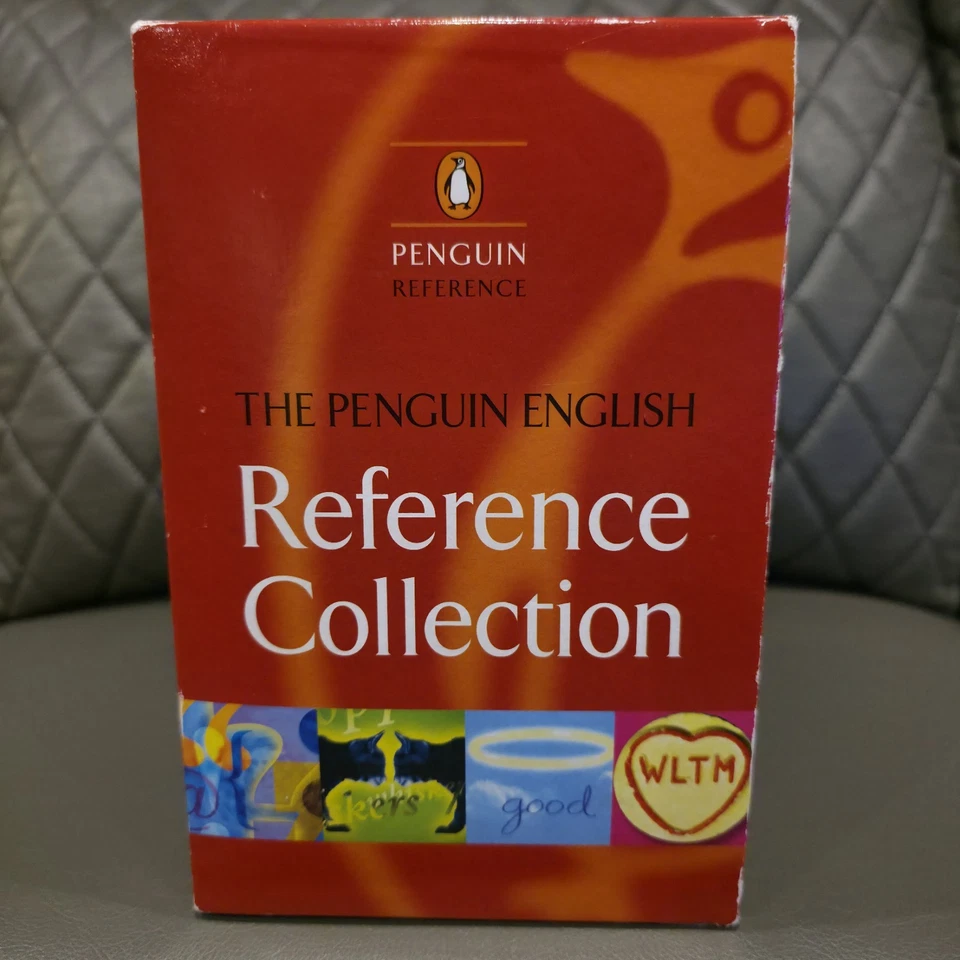 PENGUIN
REFERENCE
THE PENGUIN ENGLISH
Reference
Collection
good
WLTM